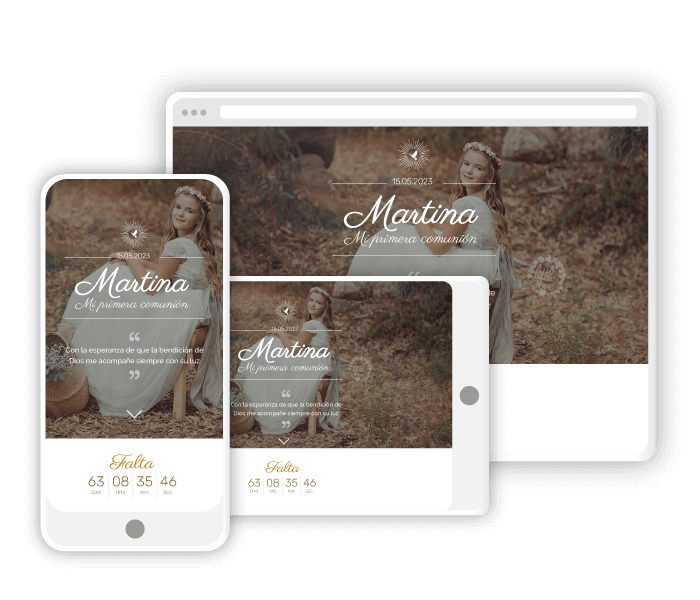 15.05.2023
Martina
Mi primera comunión
“
15.05.2023
Martina
Mi primera comunión
“
Con la esperanza de que la bendición de
Dios me acompañe siempre con su luz
”
Falta
63 08 35 46
DIAS HRS MIN SEG
15.05.2023
Martina
Mi primera comunión
“
Con la esperanza de que la bendición de
Dios me acompañe siempre con su luz
”
Falta
63 08 35 46
DIAS HRS MIN SEG